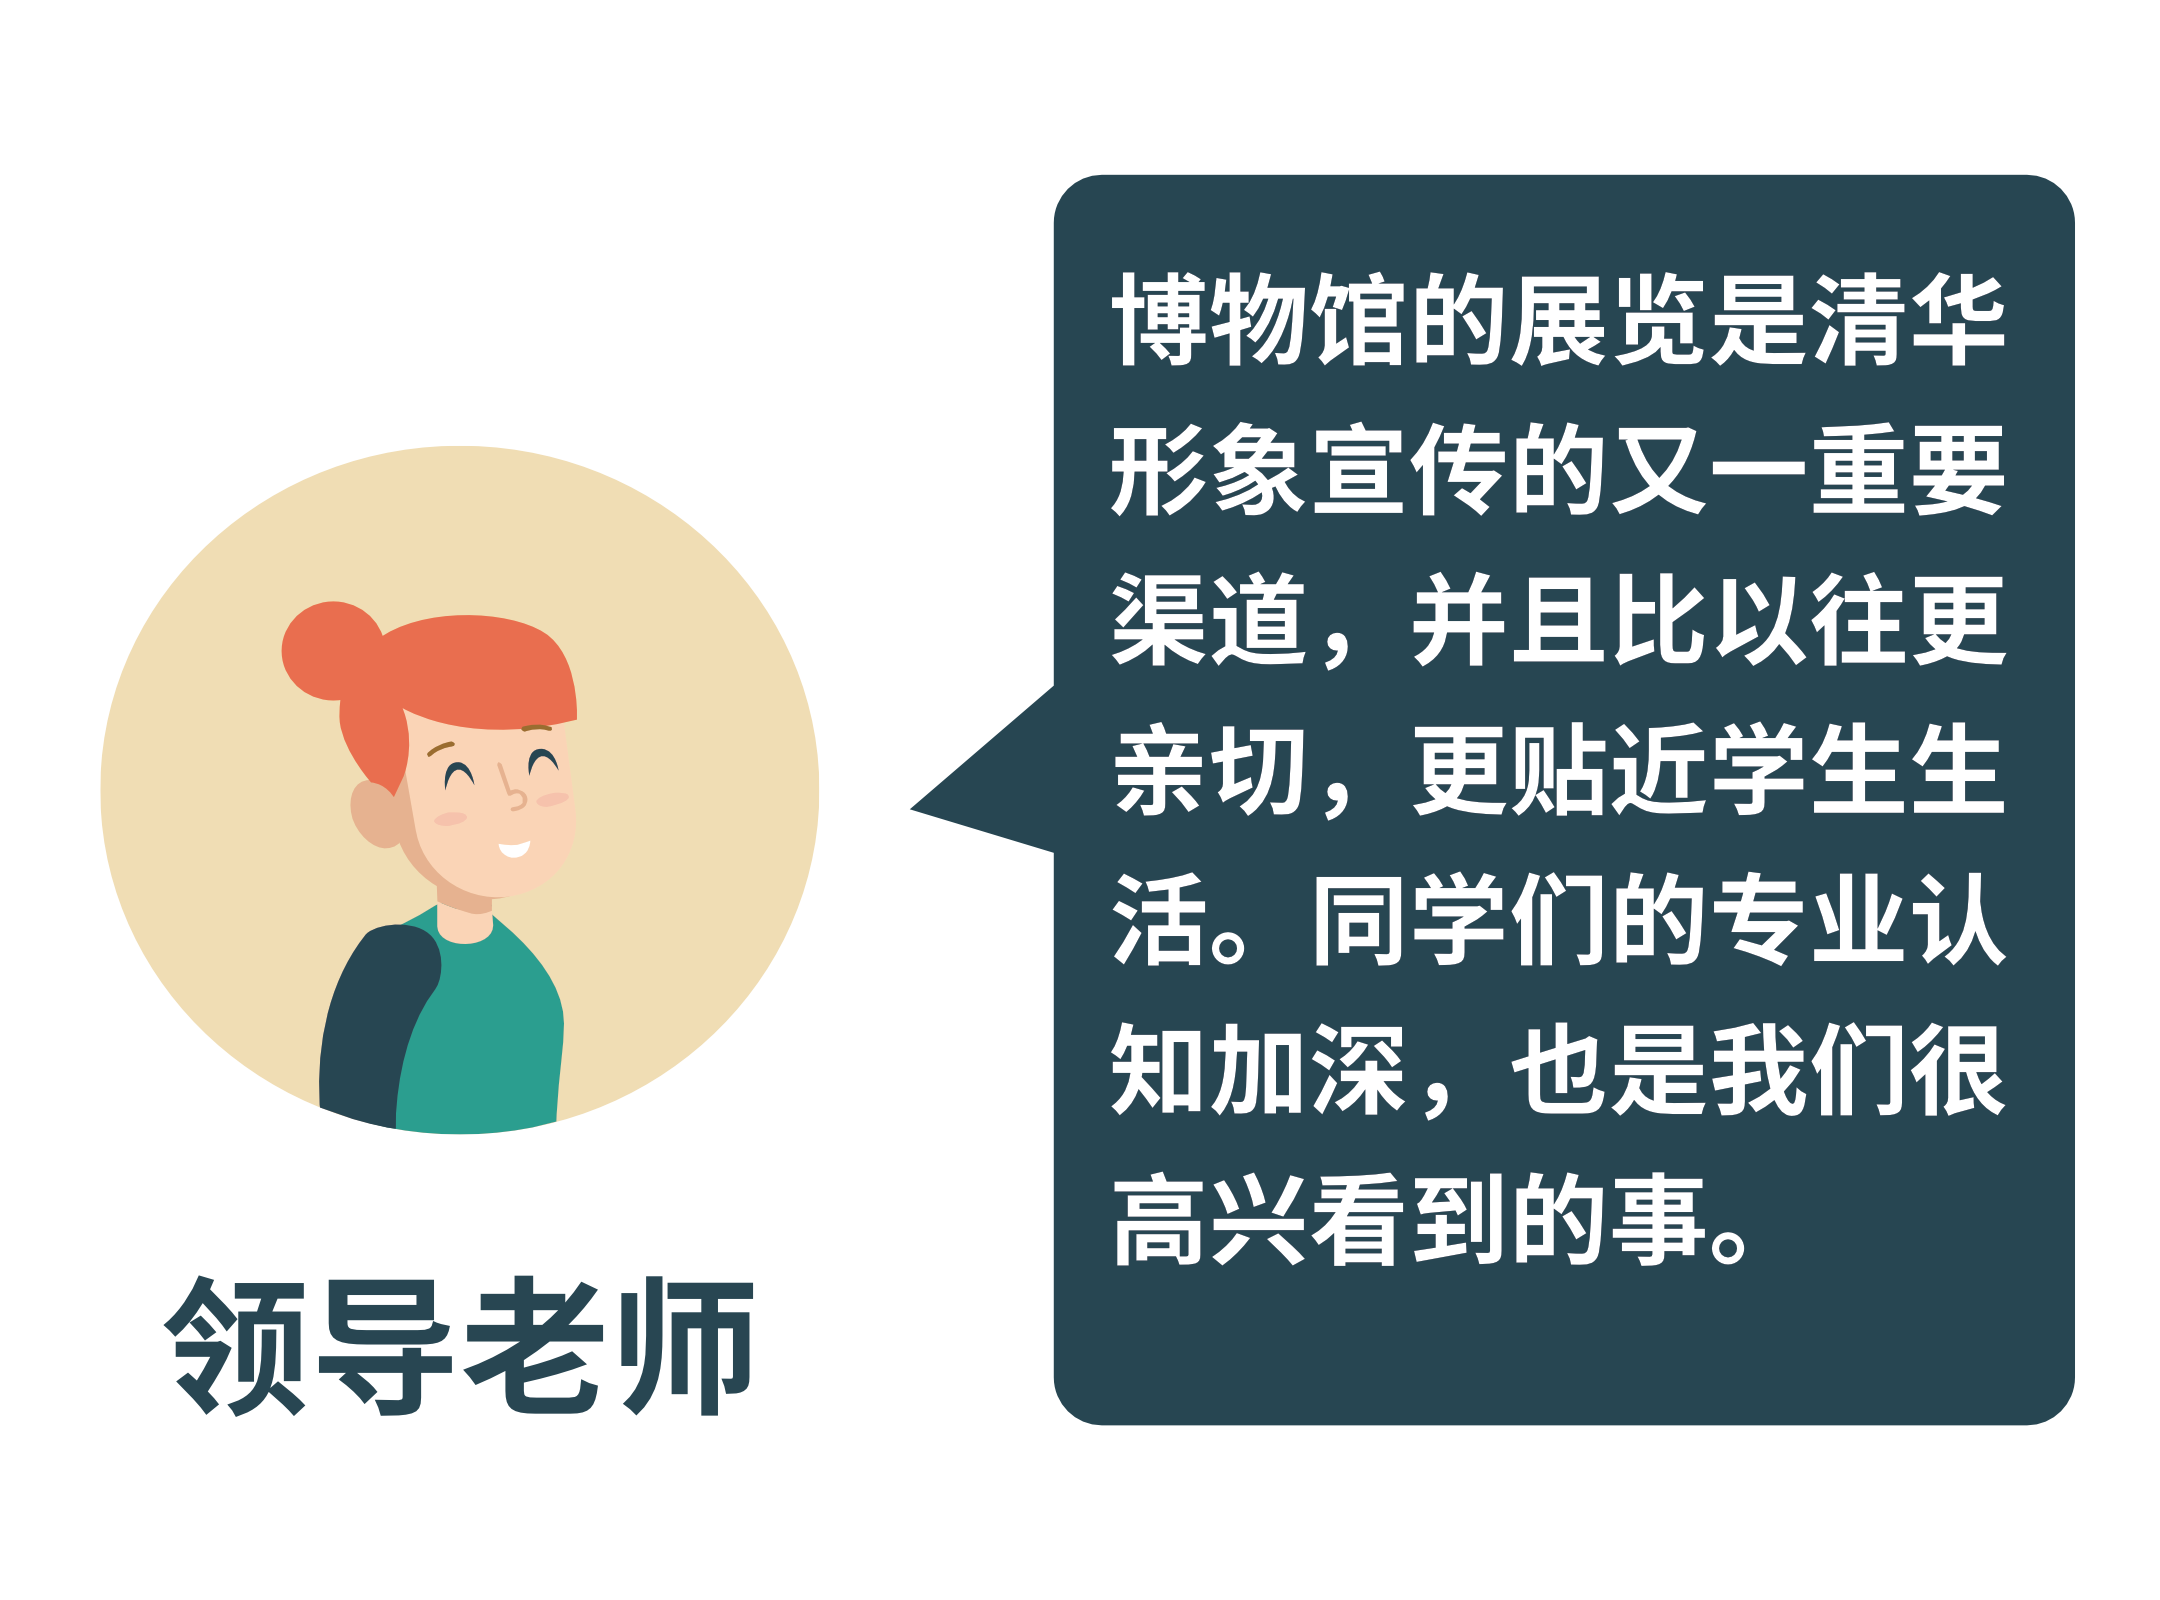 博物馆的展览是清华
形象宣传的又一重要
渠道，并且比以往更
亲切，更贴近学生生
活。同学们的专业认
知加深，也是我们很
高兴看到的事。
领导老师